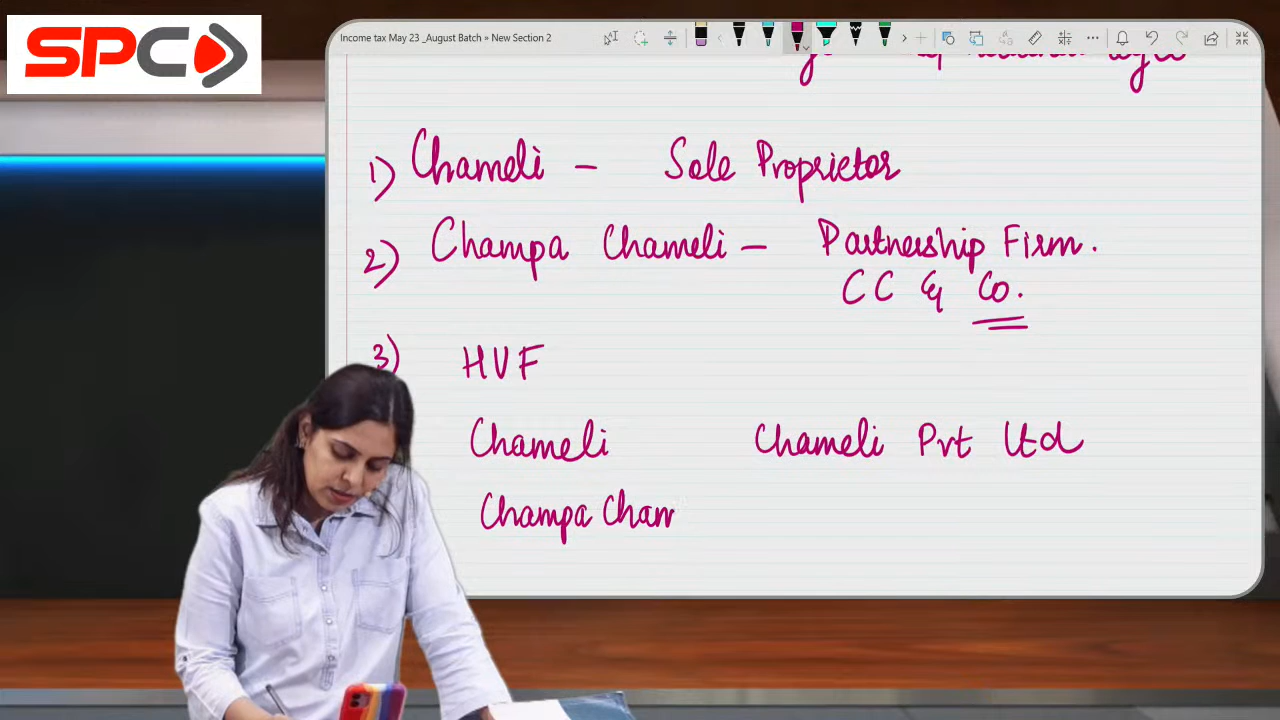 SPC
Income tax May 23 _August Batch » New Section 2
1) Chameli - Sole Proprietor
2) Champa Chameli - Partnership Firm.
CC & Co.
3) HUF
Chameli Chameli Pvt Ltd
Champa Cham